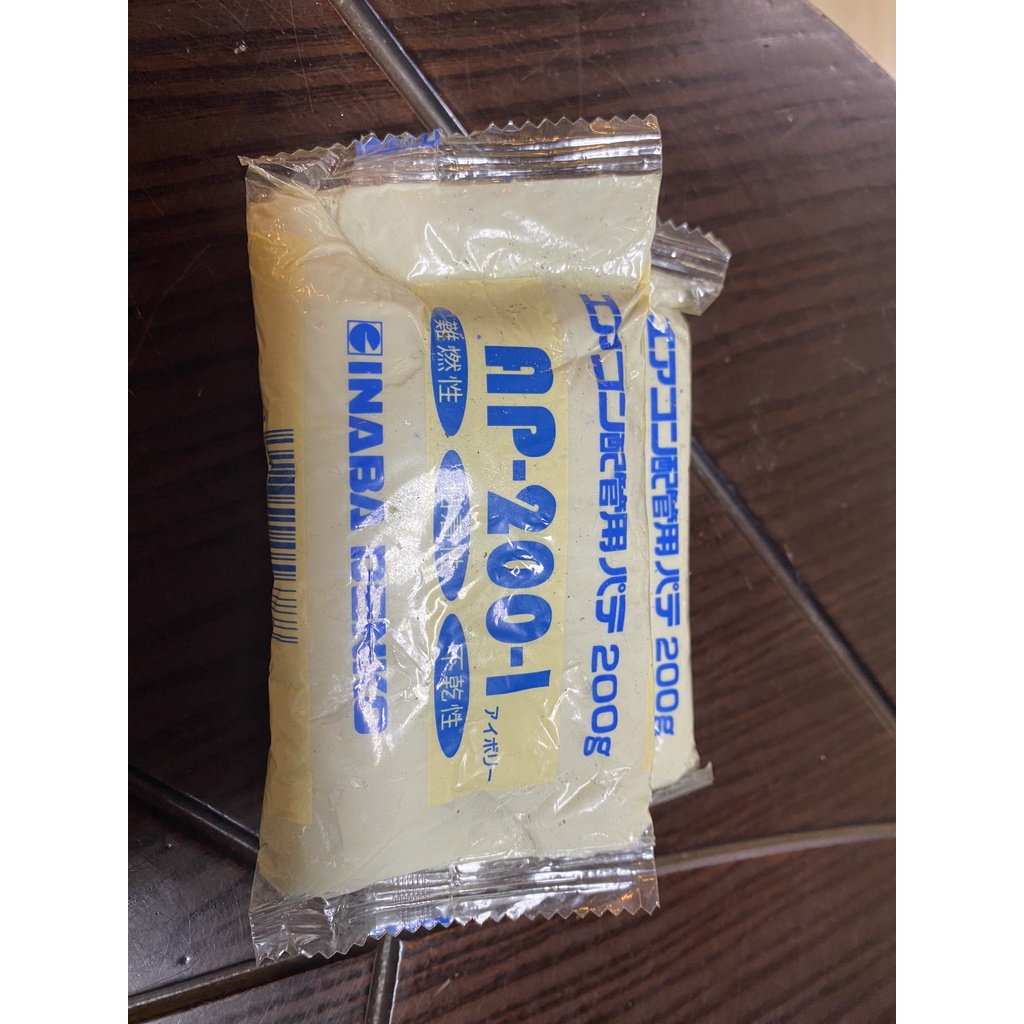 エアコン配管用 パテ 200g
AP-200-I アイボリー
難燃性 不乾性
INABA DENKO
エアコン配管用 パテ 200g